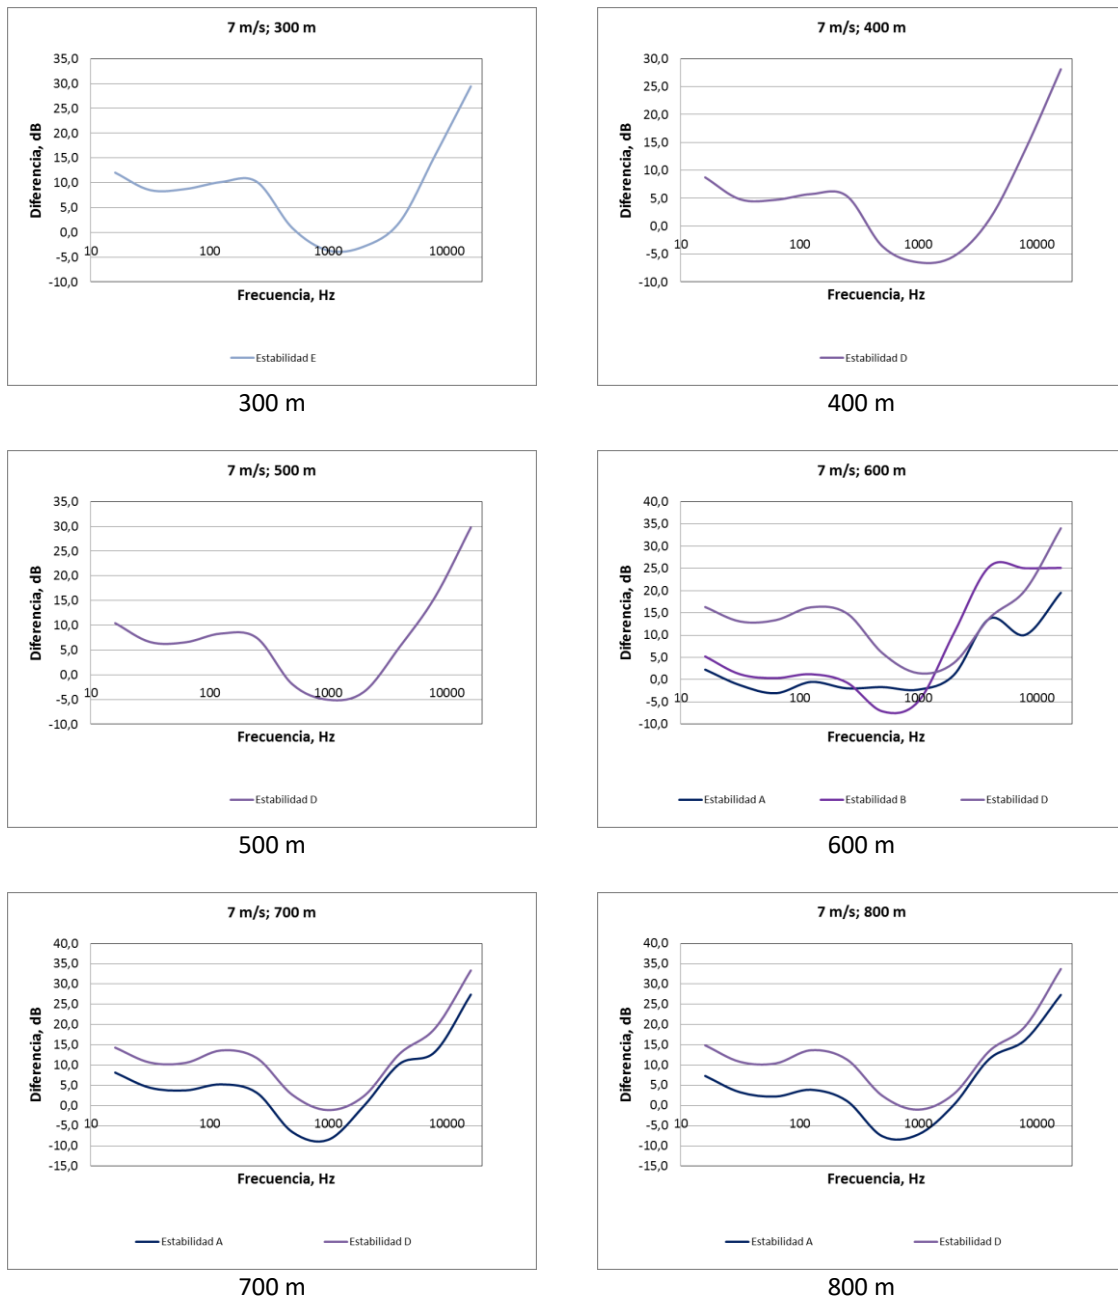 7 m/s; 300 m
35,0
30,0
25,0
20,0
15,0
10,0
5,0
0,0
-5,0
-10,0
10
100
1000
10000
Diferencia, dB
Frecuencia, Hz
Estabilidad E
300 m
7 m/s; 400 m
30,0
25,0
20,0
15,0
10,0
5,0
0,0
-5,0
-10,0
10
100
1000
10000
Diferencia, dB
Frecuencia, Hz
Estabilidad D
400 m
7 m/s; 500 m
35,0
30,0
25,0
20,0
15,0
10,0
5,0
0,0
-5,0
-10,0
10
100
1000
10000
Diferencia, dB
Frecuencia, Hz
Estabilidad D
500 m
7 m/s; 600 m
40,0
35,0
30,0
25,0
20,0
15,0
10,0
5,0
0,0
-5,0
-10,0
10
100
1000
10000
Diferencia, dB
Frecuencia, Hz
Estabilidad A
Estabilidad B
Estabilidad D
600 m
7 m/s; 700 m
40,0
35,0
30,0
25,0
20,0
15,0
10,0
5,0
0,0
-5,0
-10,0
-15,0
10
100
1000
10000
Diferencia, dB
Frecuencia, Hz
Estabilidad A
Estabilidad D
700 m
7 m/s; 800 m
40,0
35,0
30,0
25,0
20,0
15,0
10,0
5,0
0,0
-5,0
-10,0
-15,0
10
100
1000
10000
Diferencia, dB
Frecuencia, Hz
Estabilidad A
Estabilidad D
800 m